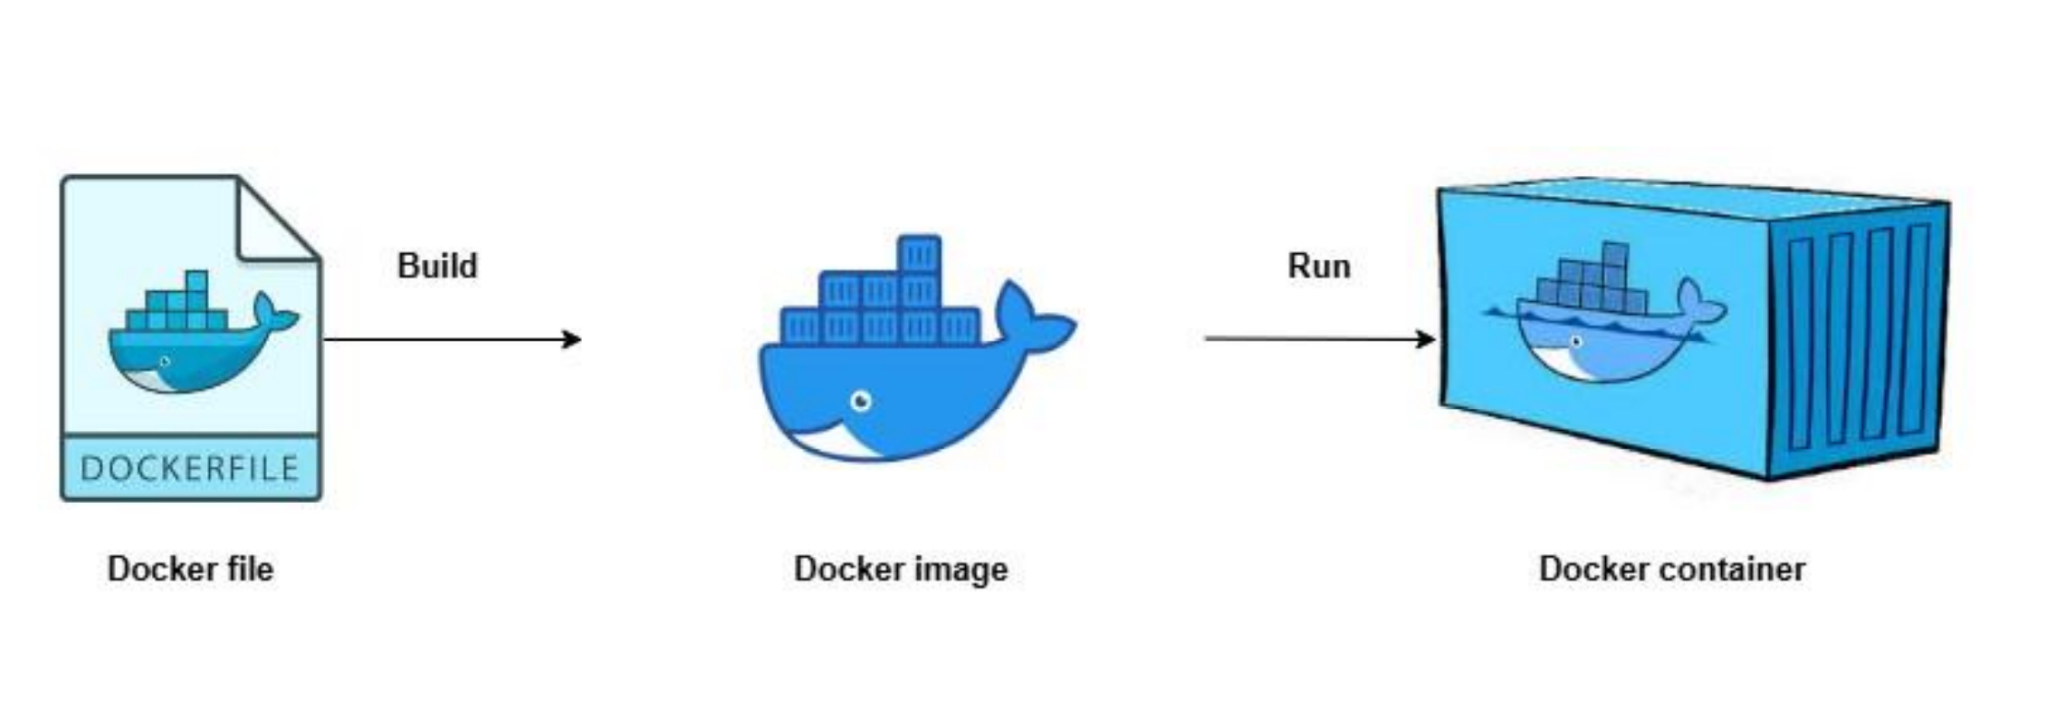 Build
Run
DOCKERFILE
Docker file
Docker image
Docker container